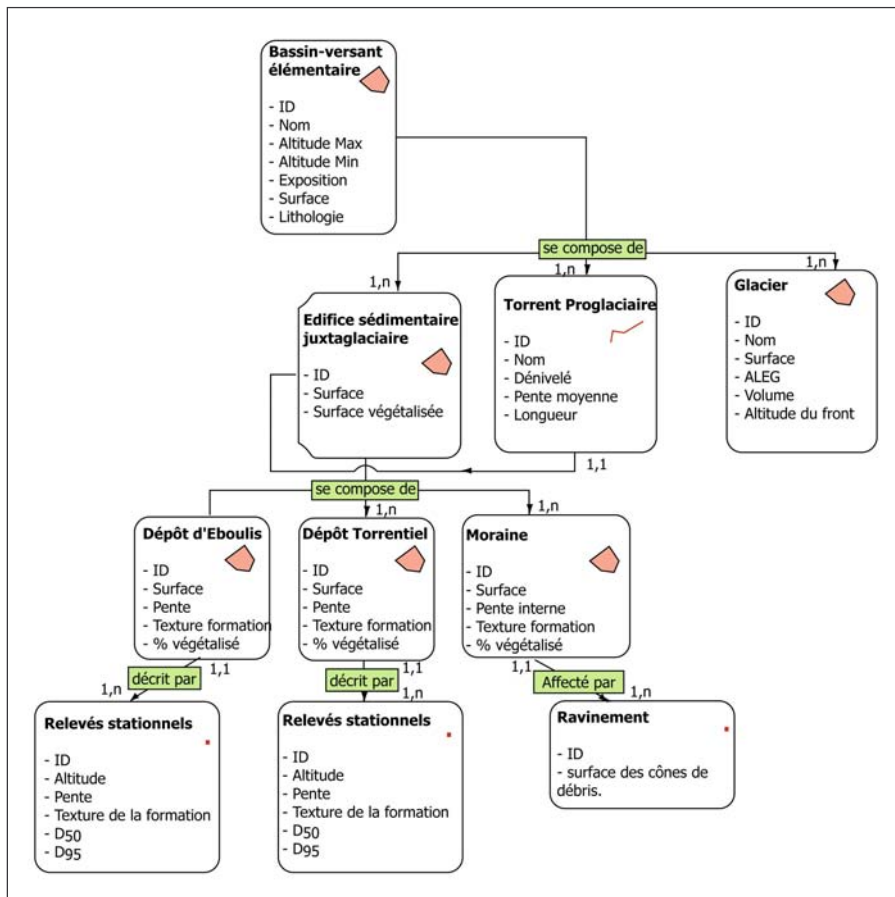 Bassin-versant
élémentaire
- ID
- Nom
- Altitude Max
- Altitude Min
- Exposition
- Surface
- Lithologie
se compose de
1,n
1,n
1,n
Edifice sédimentaire
juxtaglaciaire
- ID
- Surface
- Surface végétalisée
Torrent Proglaciaire
- ID
- Nom
- Dénivelé
- Pente moyenne
- Longueur
Glacier
- ID
- Nom
- Surface
- ALEG
- Volume
- Altitude du front
1,1
se compose de
1,n
1,n
Dépôt d'Eboulis
- ID
- Surface
- Pente
- Texture formation
- % végétalisé
Dépôt Torrentiel
- ID
- Surface
- Pente
- Texture formation
- % végétalisé
Moraine
- ID
- Surface
- Pente interne
- Texture formation
- % végétalisé
1,1
décrit par
1,n
1,1
décrit par
1,n
1,1
Affecté par
1,n
Relevés stationnels
- ID
- Altitude
- Pente
- Texture de la formation
- D50
- D95
Relevés stationnels
- ID
- Altitude
- Pente
- Texture de la formation
- D50
- D95
Ravinement
- ID
- surface des cônes de
débris.